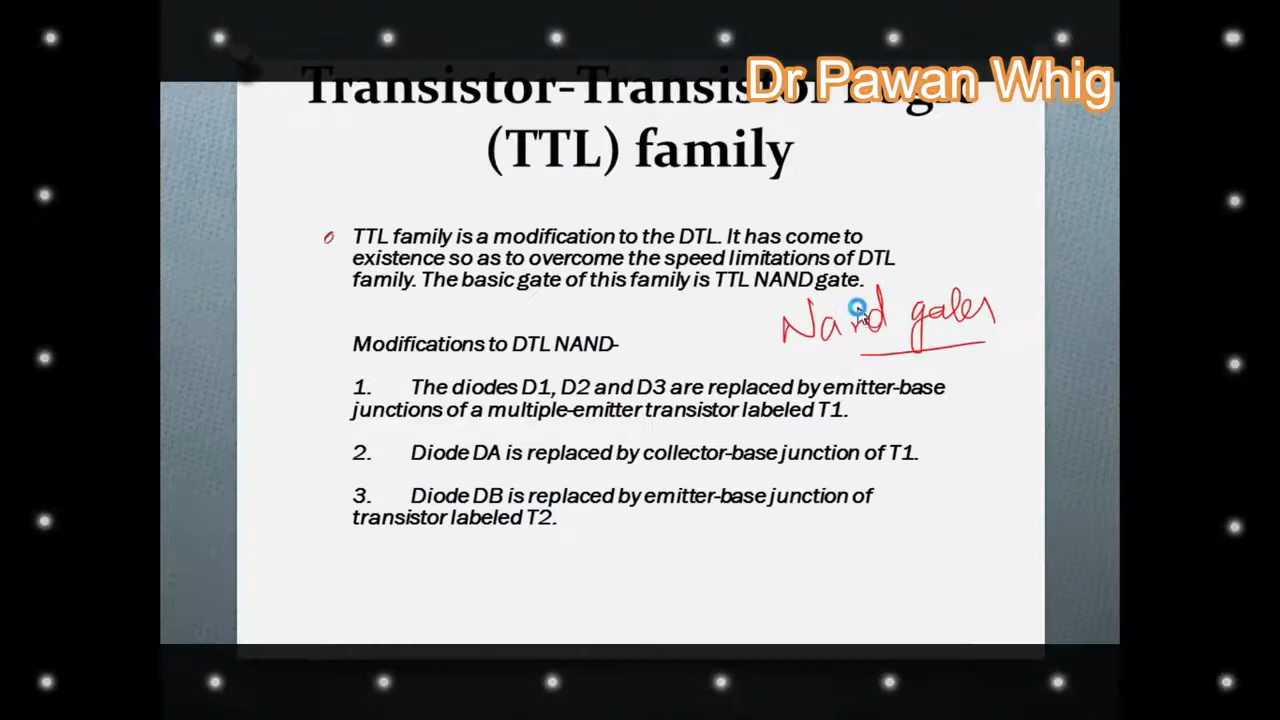 Dr Pawan Whig
Transistor-Transistor Logic
(TTL) family
TTL family is a modification to the DTL. It has come to
existence so as to overcome the speed limitations of DTL
family. The basic gate of this family is TTL NAND gate.
Nand gates
Modifications to DTL NAND-
1. The diodes D1, D2 and D3 are replaced by emitter-base
junctions of a multiple-emitter transistor labeled T1.
2. Diode DA is replaced by collector-base junction of T1.
3. Diode DB is replaced by emitter-base junction of
transistor labeled T2.